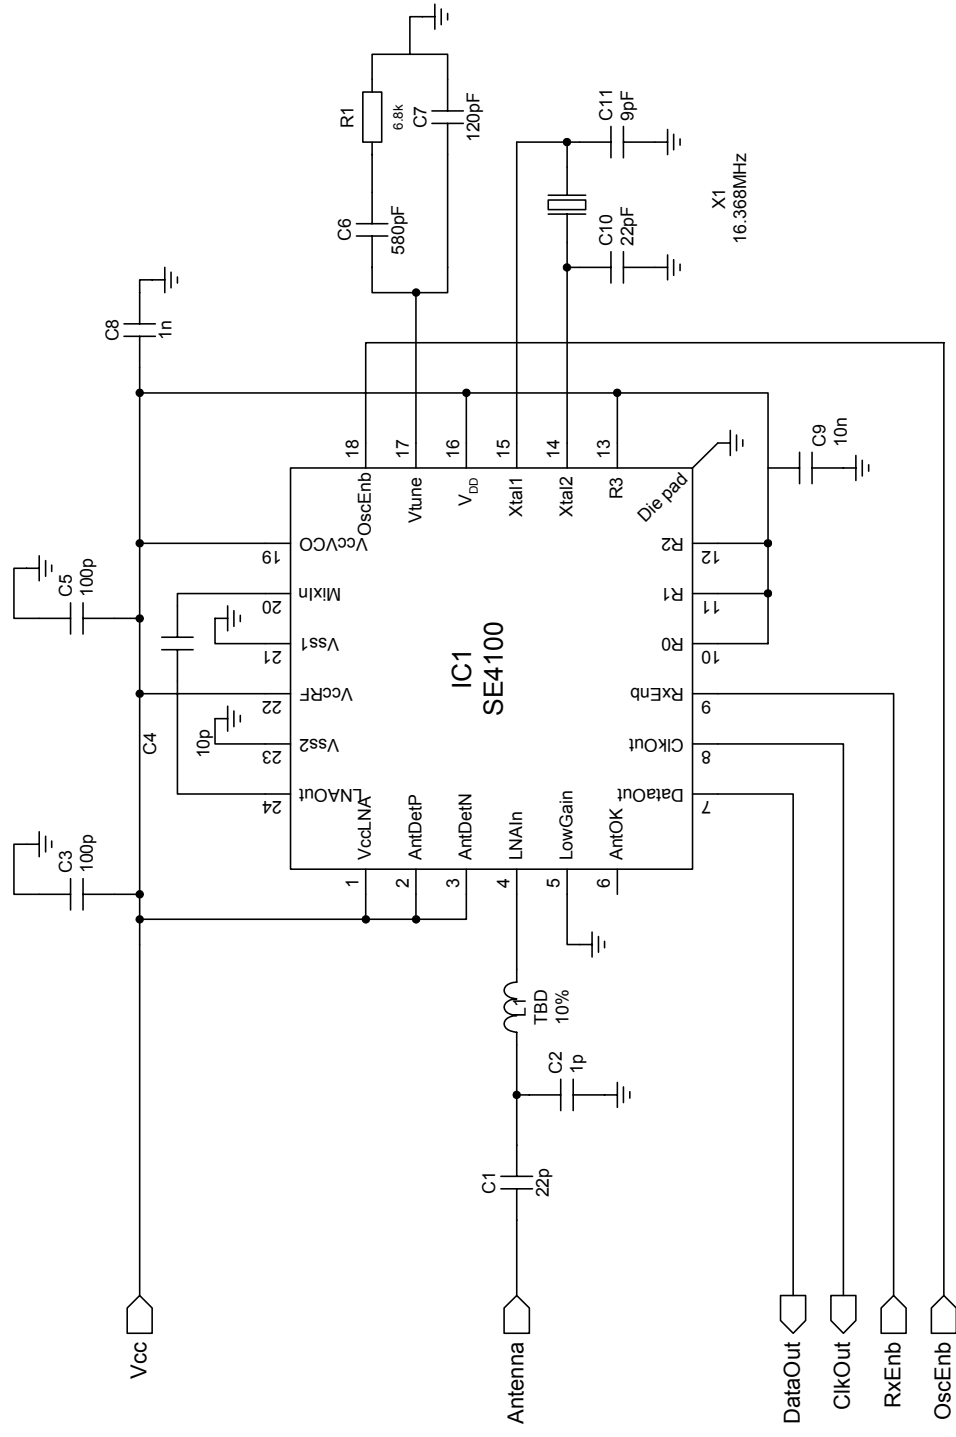 Vcc
Antenna
DataOut
ClkOut
RxEnb
OscEnb
C3
100p
C4
10p
C5
100p
C8
1n
R1
6.8k
C6
580pF
C7
120pF
C11
9pF
C10
22pF
X1
16.368MHz
C9
10n
C1
22p
C2
1p
L1
TBD
10%
IC1
SE4100
1
VccLNA
2
AntDetP
3
AntDetN
4
LNAIn
5
LowGain
6
AntOK
7
DataOut
8
ClkOut
9
RxEnb
10
R0
11
R1
12
R2
13
R3
14
Xtal2
15
Xtal1
16
VDD
17
Vtune
18
OscEnb
19
VccVCO
20
MixIn
21
Vss1
22
VccRF
23
Vss2
24
LNAOut
Die pad